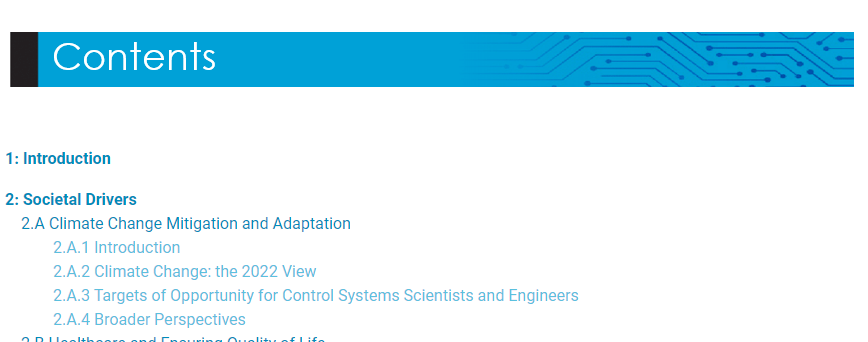 Contents
1: Introduction
2: Societal Drivers
2.A Climate Change Mitigation and Adaptation
2.A.1 Introduction
2.A.2 Climate Change: the 2022 View
2.A.3 Targets of Opportunity for Control Systems Scientists and Engineers
2.A.4 Broader Perspectives
2.B Healthcare and Ensuring Quality of Life